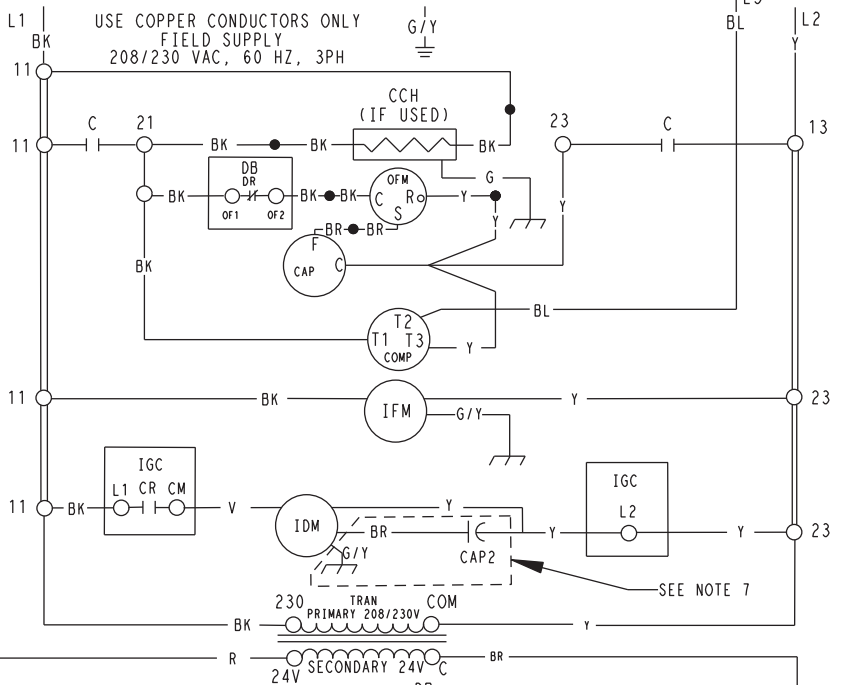 L1
USE COPPER CONDUCTORS ONLY
FIELD SUPPLY
208/230 VAC, 60 HZ, 3PH
G/Y
BL
L2
BK
Y
11
CCH
(IF USED)
11
C
21
BK
BK
BK
23
C
13
DB
DR
OF1
OF2
BK
BK
BK
OFM
C
R
S
Y
G
Y
Y
BR
BR
F
CAP
C
BK
T2
T1
T3
COMP
BL
Y
11
BK
IFM
Y
23
G/Y
IGC
L1
CR
CM
IGC
L2
11
BK
V
IDM
Y
BR
CAP2
Y
Y
23
G/Y
SEE NOTE 7
230
TRAN
COM
PRIMARY 208/230V
BK
Y
R
SECONDARY 24V
24V
C
BR